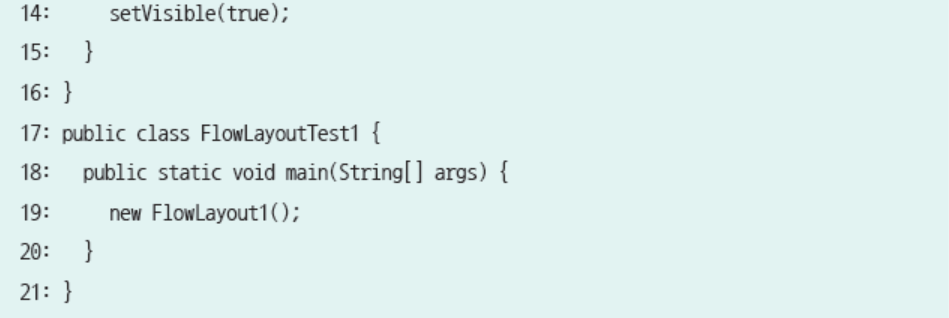 14:      setVisible(true);
15:   }
16: }
17: public class FlowLayoutTest1 {
18:   public static void main(String[] args) {
19:      new FlowLayout1();
20:   }
21: }